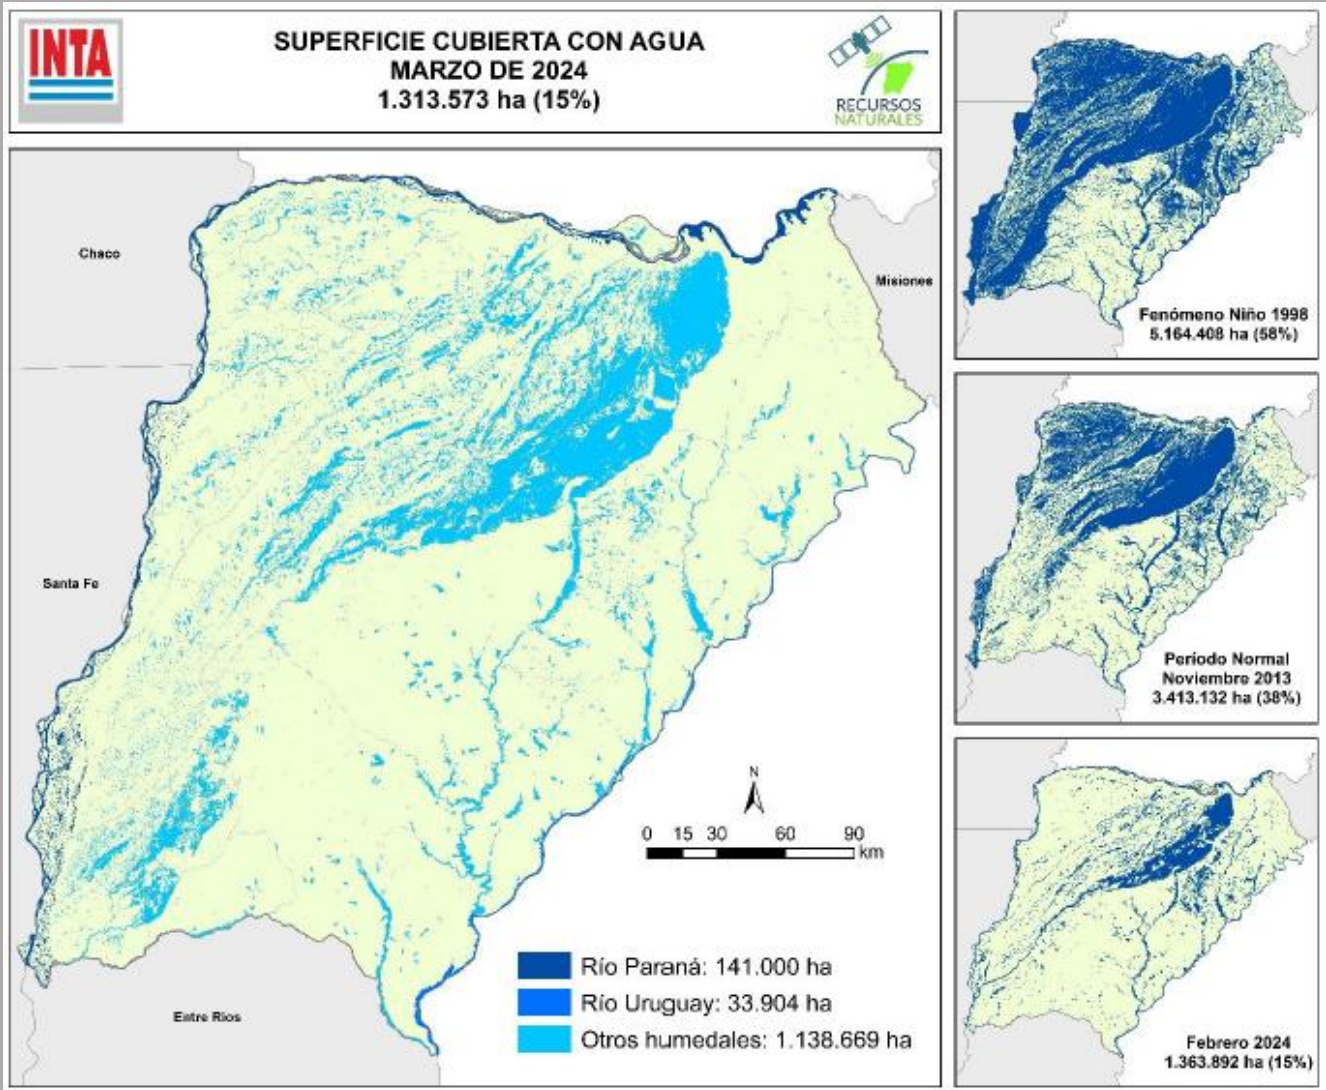 INTA
SUPERFICIE CUBIERTA CON AGUA
MARZO DE 2024
1.313.573 ha (15%)
RECURSOS
NATURALES
Chaco
Misiones
Santa Fe
Entre Rios
N
0 15 30 60 90
km
Río Paraná: 141.000 ha
Río Uruguay: 33.904 ha
Otros humedales: 1.138.669 ha
Fenómeno Niño 1998
5.164.408 ha (58%)
Período Normal
Noviembre 2013
3.413.132 ha (38%)
Febrero 2024
1.363.892 ha (15%)